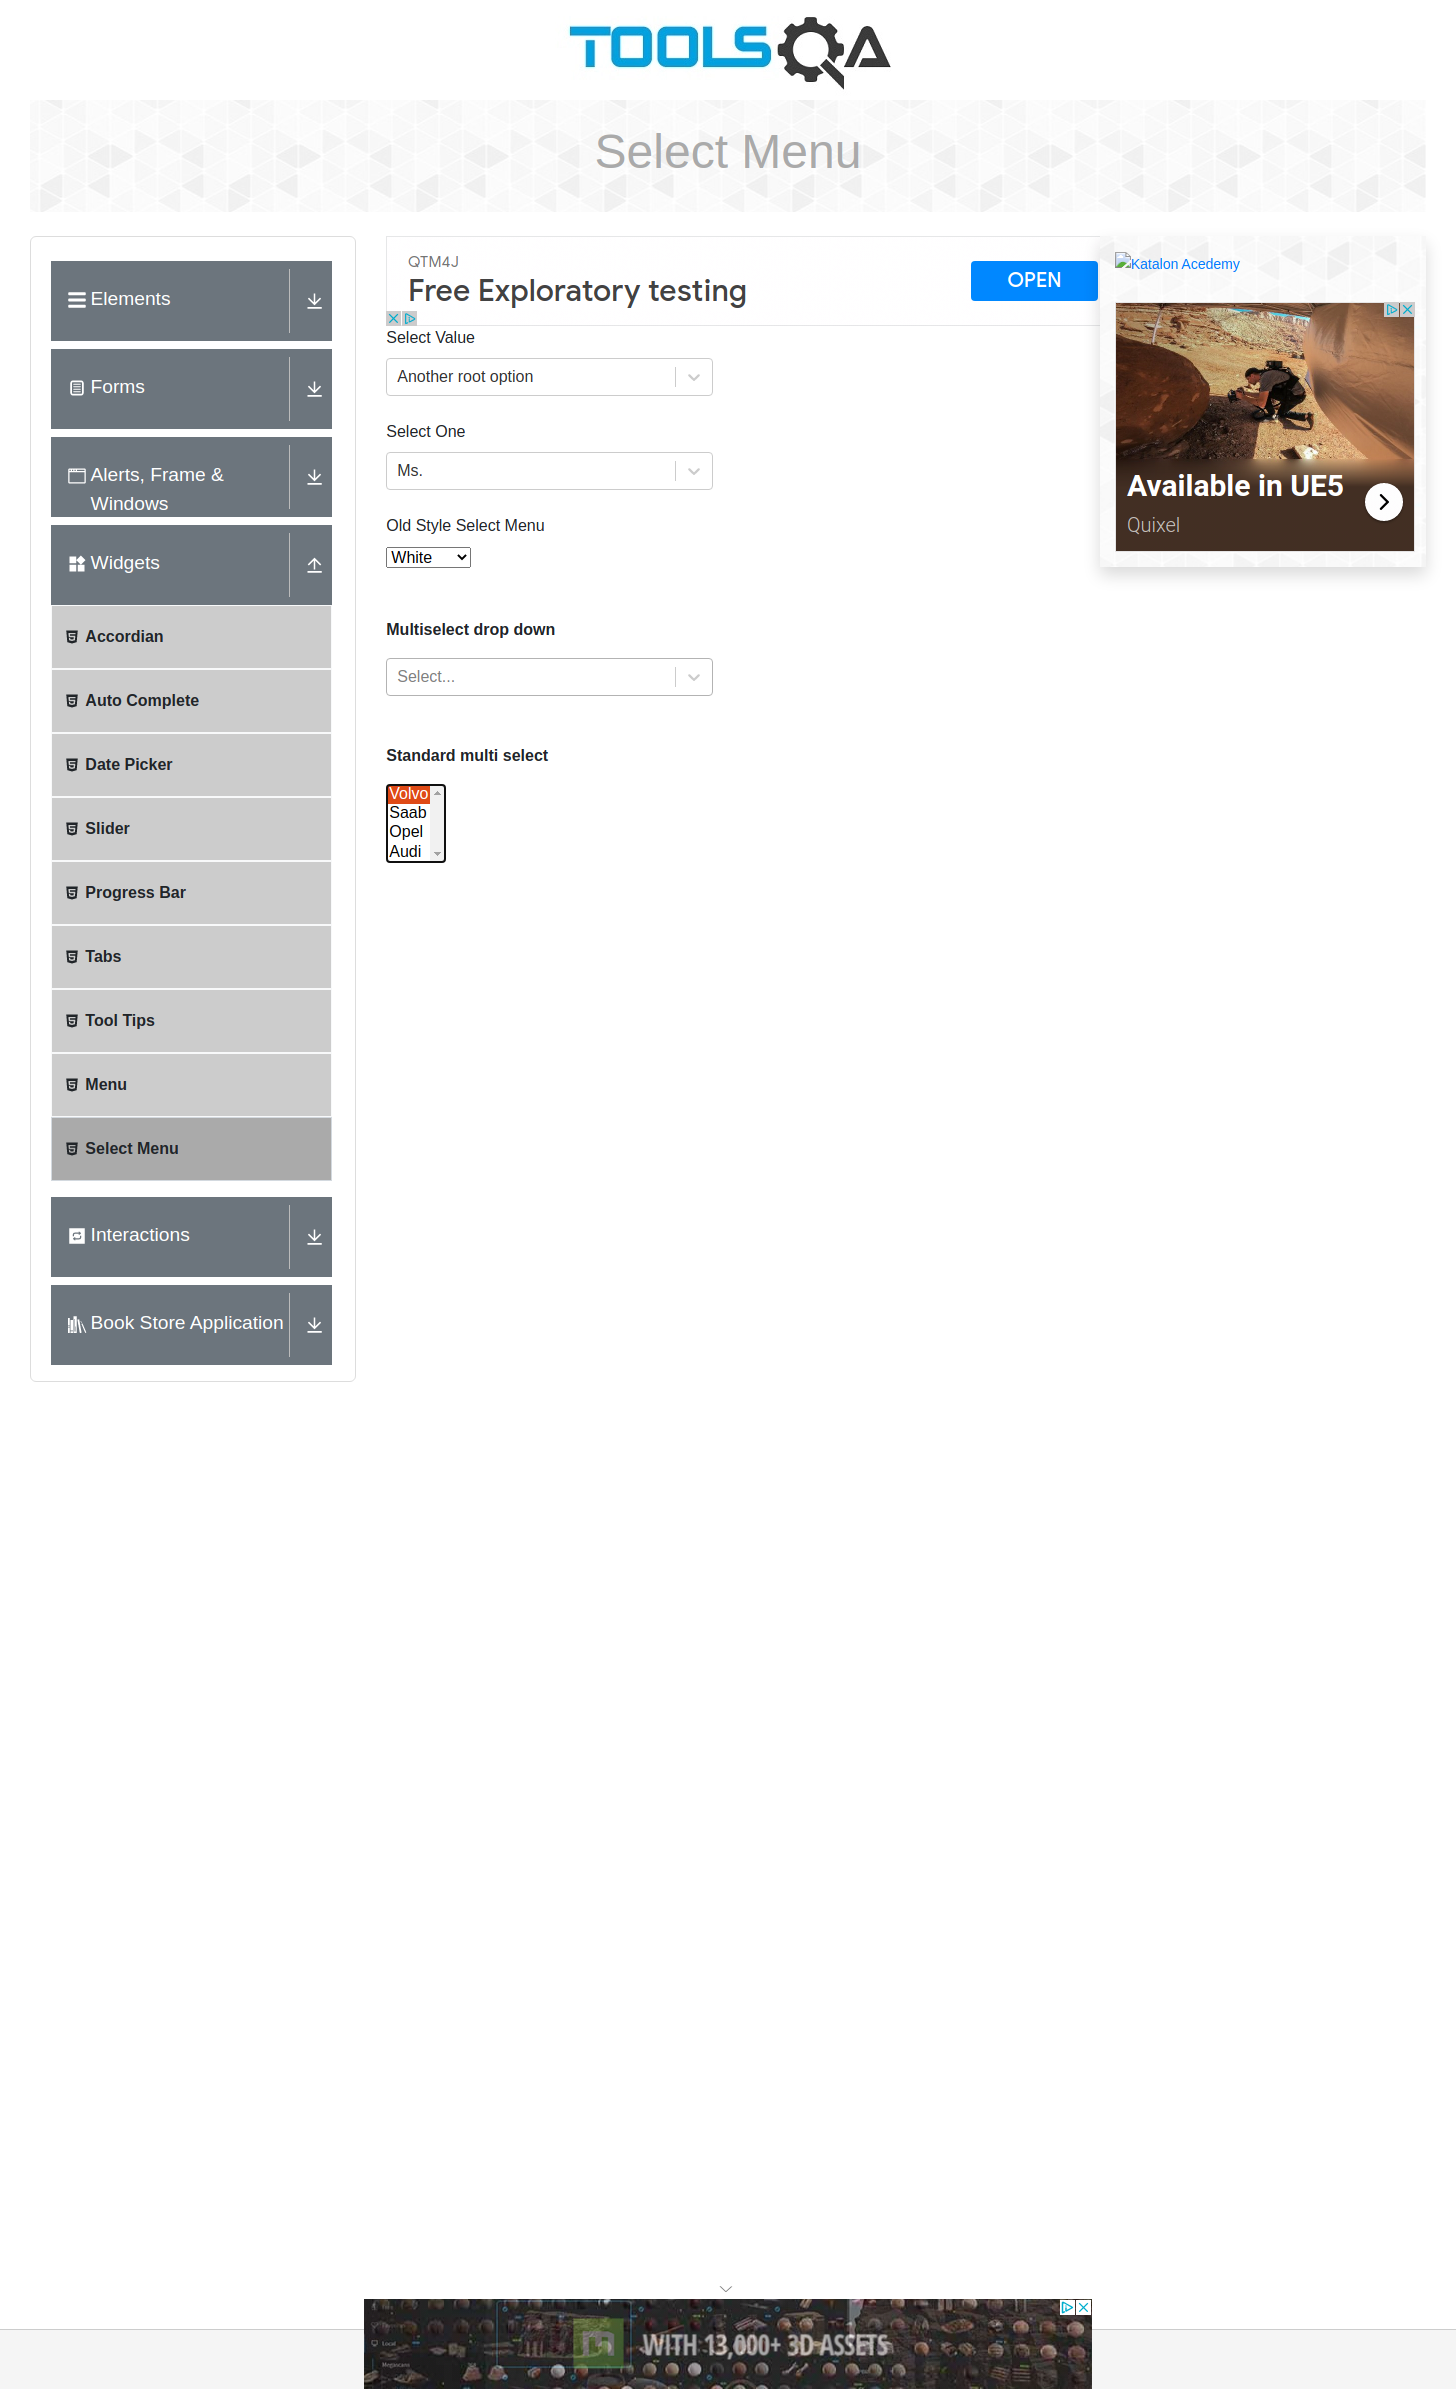 TOOLSQA
Select Menu
Elements
Forms
Alerts, Frame &
Windows
Widgets
Accordian
Auto Complete
Date Picker
Slider
Progress Bar
Tabs
Tool Tips
Menu
Select Menu
Interactions
Book Store Application
QTM4J
Free Exploratory testing
OPEN
Select Value
Another root option
Select One
Ms.
Old Style Select Menu
White
Multiselect drop down
Select...
Standard multi select
Volvo
Saab
Opel
Audi
Katalon Acedemy
Available in UE5
Quixel
WITH 13,000+ 3D ASSETS
Local
Megascans